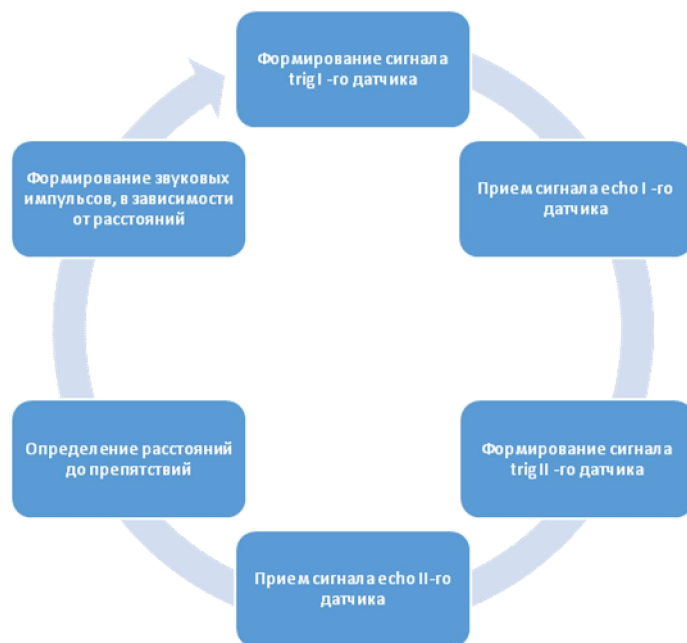 Формирование сигнала
trig I -го датчика
Прием сигнала echo I -го
датчика
Формирование сигнала
trig II -го датчика
Прием сигнала echo II-го
датчика
Определение расстояний
до препятствий
Формирование звуковых
импульсов, в зависимости
от расстояний